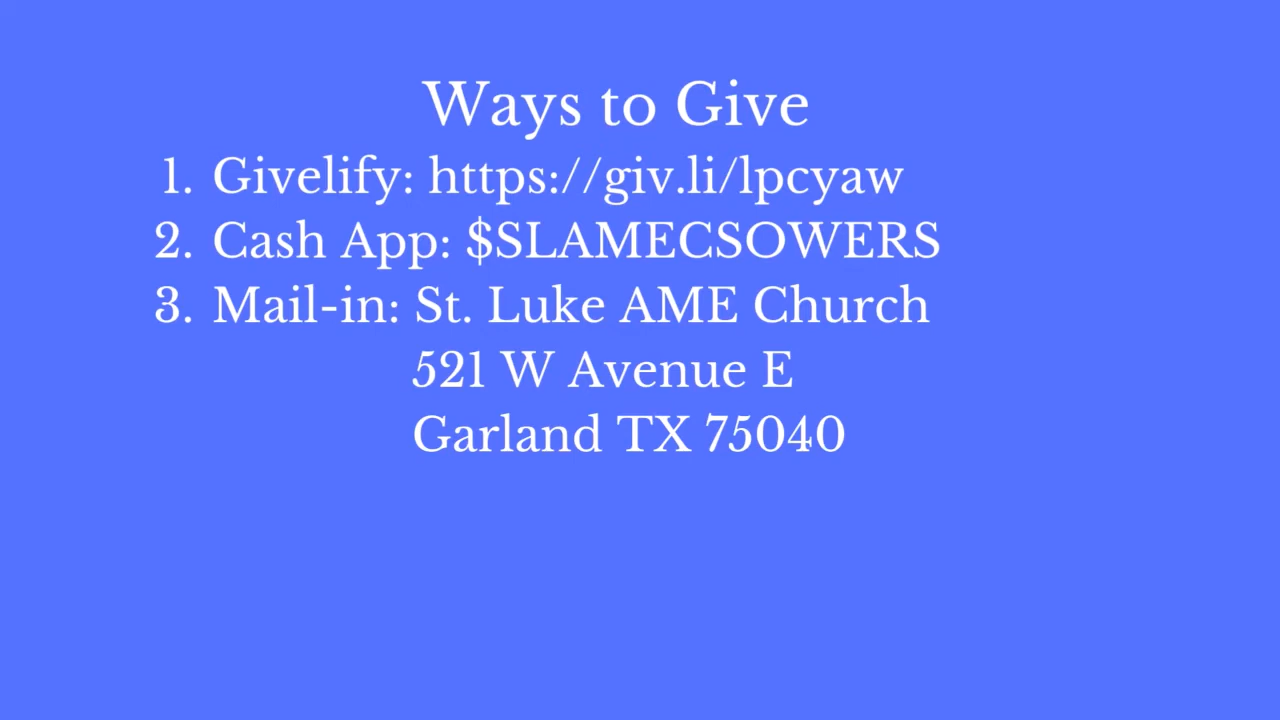 Ways to Give
1. Givelify: https://giv.li/lpcyaw
2. Cash App: $SLAMECSOWERS
3. Mail-in: St. Luke AME Church
521 W Avenue E
Garland TX 75040